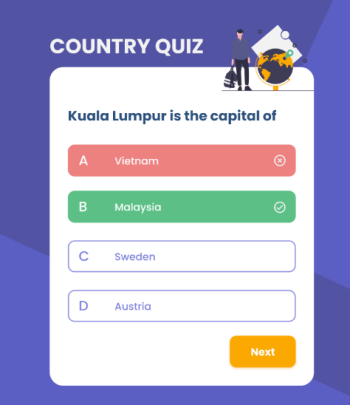 COUNTRY QUIZ
Kuala Lumpur is the capital of
A Vietnam
B Malaysia
C Sweden
D Austria
Next